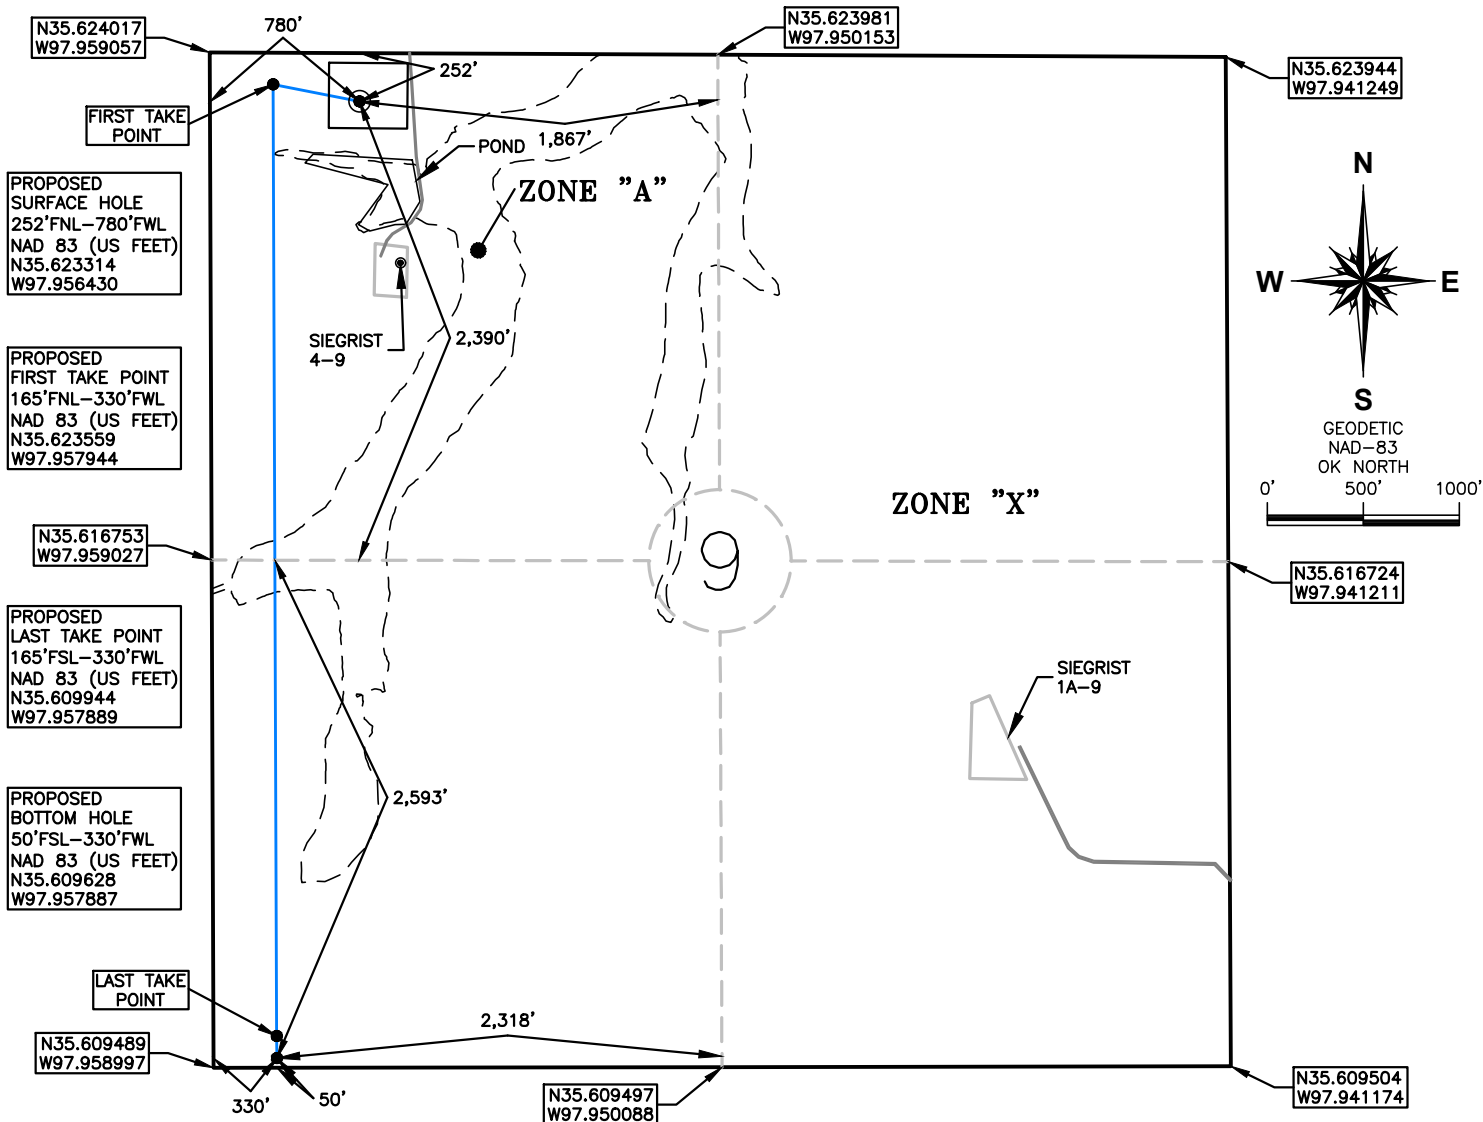 N35.624017
W97.959057
780'
N35.623981
W97.950153
252'
N35.623944
W97.941249
FIRST TAKE
POINT
1,867'
POND
ZONE "A"
PROPOSED
SURFACE HOLE
252'FNL-780'FWL
NAD 83 (US FEET)
N35.623314
W97.956430
N
W
E
S
SIEGRIST
4-9
2,390'
PROPOSED
FIRST TAKE POINT
165'FNL-330'FWL
NAD 83 (US FEET)
N35.623559
W97.957944
GEODETIC
NAD-83
OK NORTH
0'
500'
1000'
ZONE "X"
N35.616753
W97.959027
9
N35.616724
W97.941211
PROPOSED
LAST TAKE POINT
165'FSL-330'FWL
NAD 83 (US FEET)
N35.609944
W97.957889
SIEGRIST
1A-9
PROPOSED
BOTTOM HOLE
50'FSL-330'FWL
NAD 83 (US FEET)
N35.609628
W97.957887
2,593'
LAST TAKE
POINT
2,318'
N35.609489
W97.958997
330'
50'
N35.609497
W97.950088
N35.609504
W97.941174